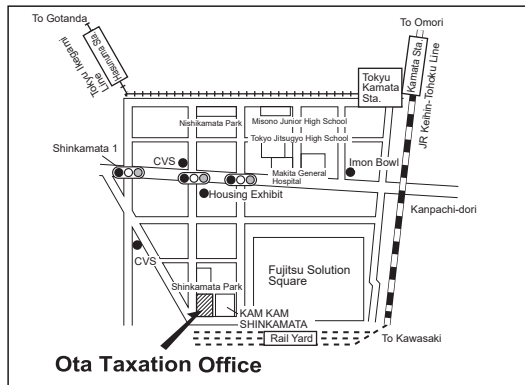 To Gotanda
Hasunuma Sta.
Tokyu Ikegami
Line
To Omori
Kamata Sta.
Tokyu
Kamata
Sta.
JR Keihin-Tohoku Line
Nishikamata Park
Misono Junior High School
Tokyo Jitsugyo High School
Shinkamata 1
CVS
Imon Bowl
Makita General
Hospital
Housing Exhibit
Kanpachi-dori
CVS
Fujitsu Solution
Square
Shinkamata Park
KAM KAM
SHINKAMATA
Rail Yard
To Kawasaki
Ota Taxation Office